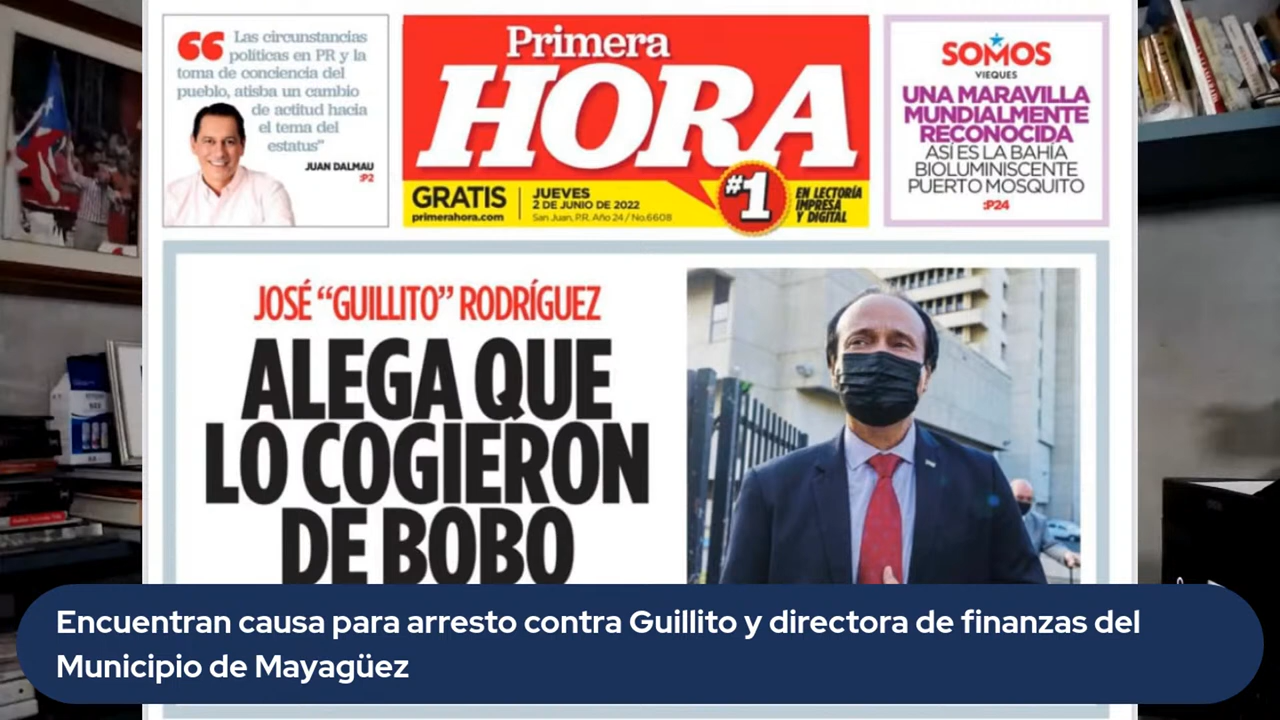 Las circunstancias
políticas en PR y la
toma de conciencia del
pueblo, atisba un cambio
de actitud hacia
el tema del
estatus”
JUAN DALMAU
:P2
Primera
HORA
GRATIS
primerahora.com
JUEVES
2 DE JUNIO DE 2022
San Juan, P.R. Año 24 / No.6608
#1
EN LECTORÍA
IMPRESA
Y DIGITAL
SOMOS
VIEQUES
UNA MARAVILLA
MUNDIALMENTE
RECONOCIDA
ASÍ ES LA BAHÍA
BIOLUMINISCENTE
PUERTO MOSQUITO
:P24
JOSÉ “GUILLITO” RODRÍGUEZ
ALEGA QUE
LO COGIERON
DE BOBO
Encuentran causa para arresto contra Guillito y directora de finanzas del
Municipio de Mayagüez